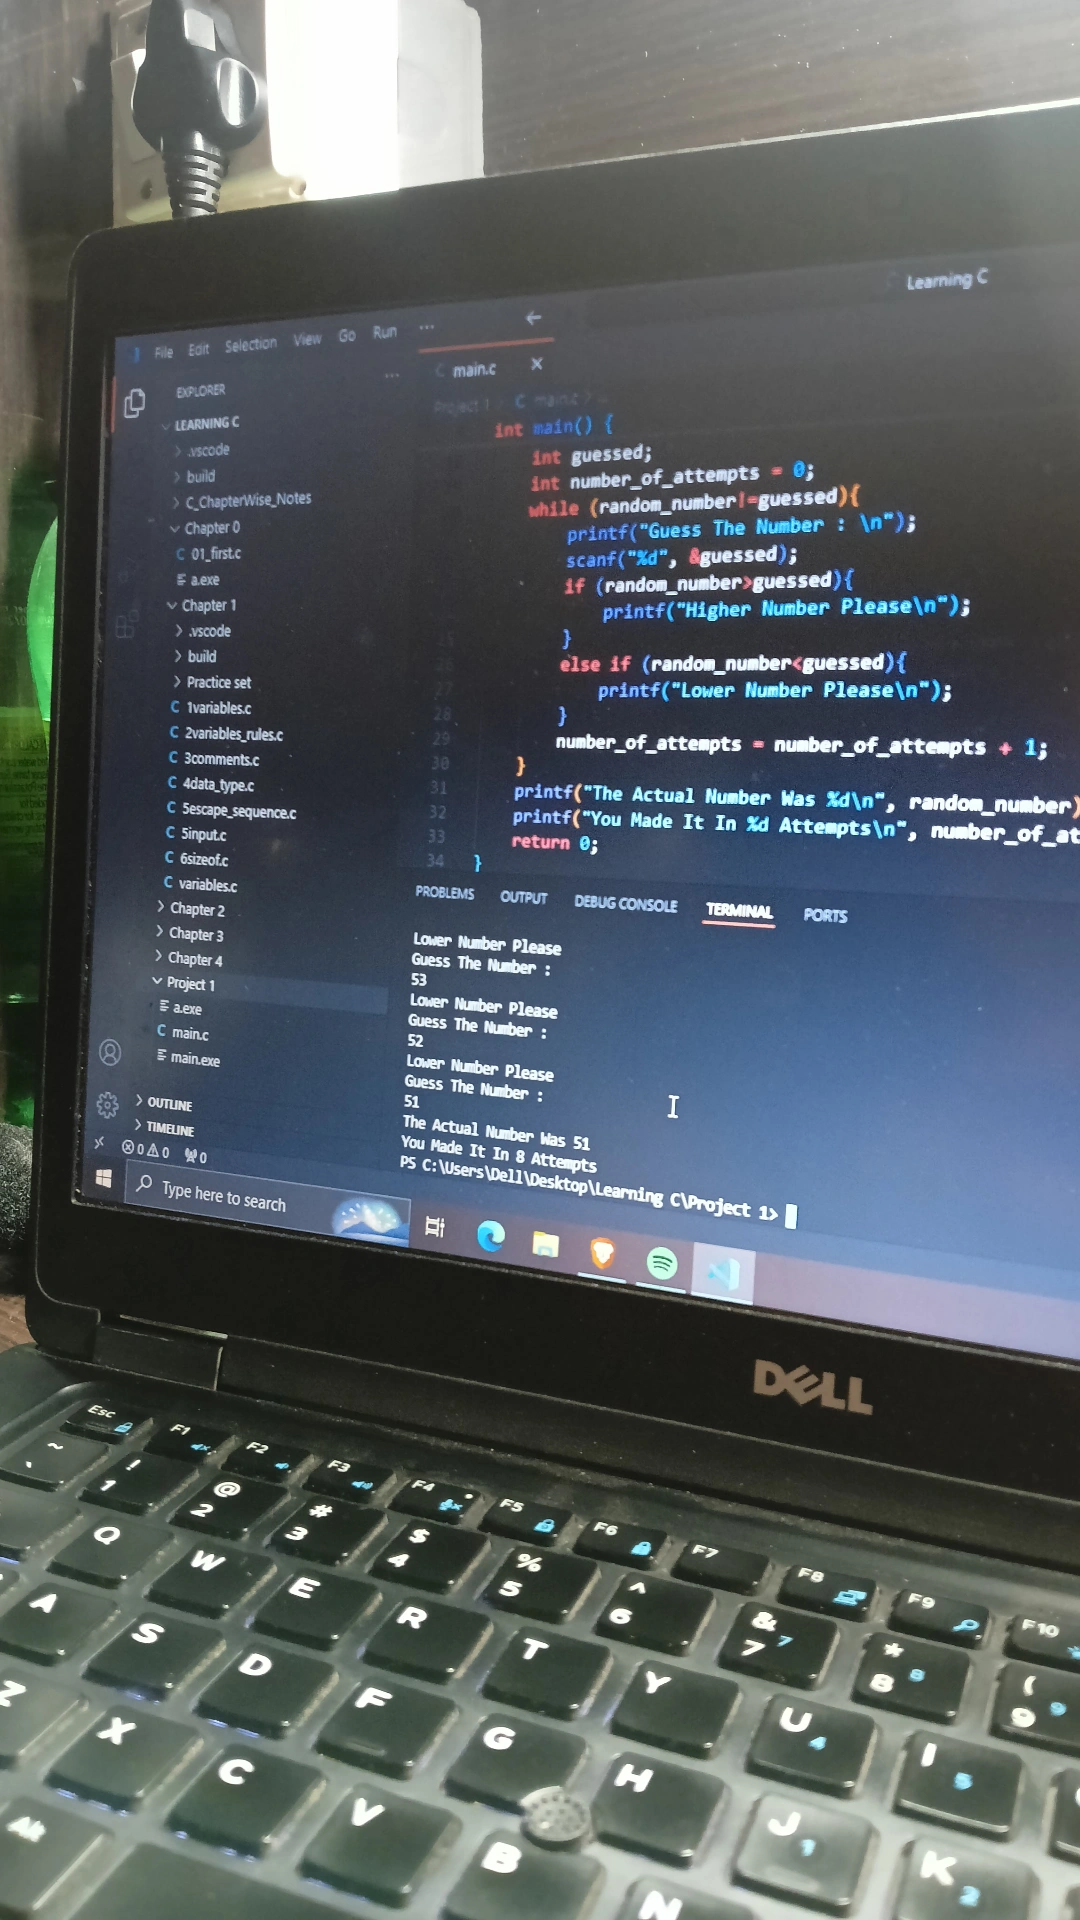 Learning C
File Edit Selection View Go Run ...
EXPLORER ...
main.c
Project 1 > C main.c > ...
LEARNING C
.vscode
build
C_ChapterWise_Notes
Chapter 0
C 01_first.c
a.exe
Chapter 1
.vscode
build
Practice set
C 1variables.c
C 2variables_rules.c
C 3comments.c
C 4data_type.c
C 5escape_sequence.c
C 5input.c
C 6sizeof.c
C variables.c
Chapter 2
Chapter 3
Chapter 4
Project 1
a.exe
C main.c
main.exe
OUTLINE
TIMELINE
0 0 0
int main() {
int guessed;
int number_of_attempts = 0;
while (random_number!=guessed){
printf("Guess The Number : \n");
scanf("%d", &guessed);
if (random_number>guessed){
printf("Higher Number Please\n");
}
else if (random_number<guessed){
printf("Lower Number Please\n");
28 }
29 number_of_attempts = number_of_attempts + 1;
30 }
31 printf("The Actual Number Was %d\n", random_number)
32 printf("You Made It In %d Attempts\n", number_of_at
33 return 0;
34 }
PROBLEMS OUTPUT DEBUG CONSOLE TERMINAL PORTS
Lower Number Please
Guess The Number :
53
Lower Number Please
Guess The Number :
52
Lower Number Please
Guess The Number :
51
The Actual Number Was 51
You Made It In 8 Attempts
PS C:\Users\Dell\Desktop\Learning C\Project 1>
Type here to search
DELL
Esc F1 F2 F3 F4 F5 F6 F7 F8 F9 F10
~ ! @ # $ % ^ & * (
` 1 2 3 4 5 6 7 7 8 8 9 9
Q W E R T Y U 4 I 5
A S D F G H J 1 K 2
Z X C V B N
Alt